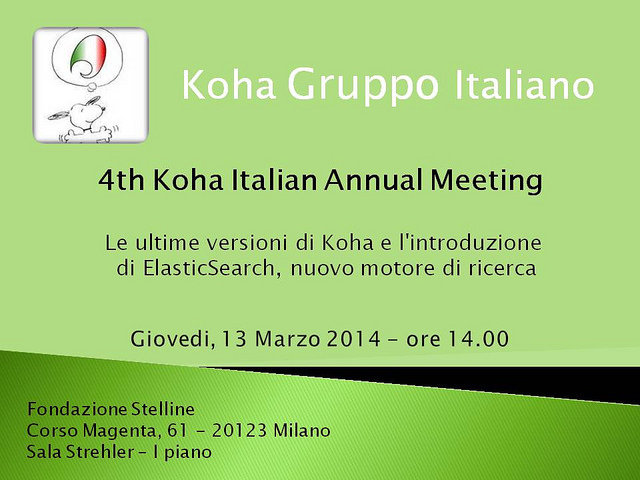 Koha Gruppo Italiano
4th Koha Italian Annual Meeting
Le ultime versioni di Koha e l'introduzione
di ElasticSearch, nuovo motore di ricerca
Giovedi, 13 Marzo 2014 – ore 14.00
Fondazione Stelline
Corso Magenta, 61 – 20123 Milano
Sala Strehler – I piano